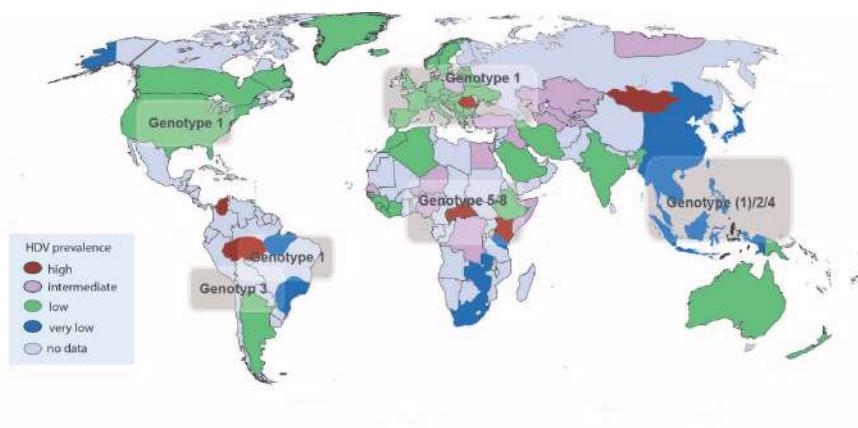 Genotype 1
Genotype 1
Genotype 5-8
Genotype (1)/2/4
Genotype 1
Genotyp 3
HDV prevalence
high
intermediate
low
very low
no data